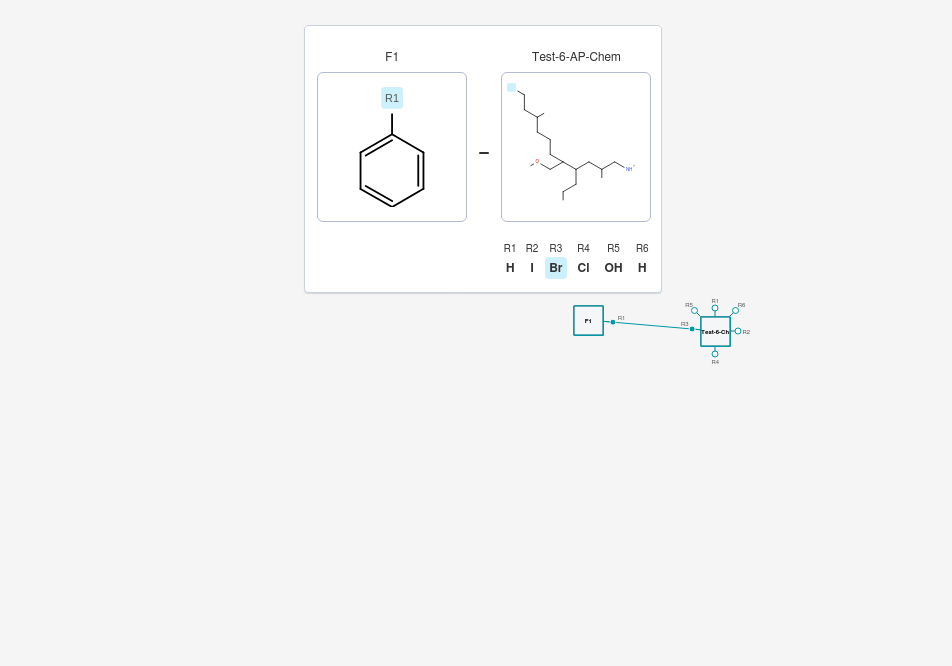 F1 Test-6-AP-Chem
R1
O
NH
R1 R2 R3 R4 R5 R6
H I Br Cl OH H
R1
R5 R6
F1 R1
R3 Test-6-Ch R2
R4